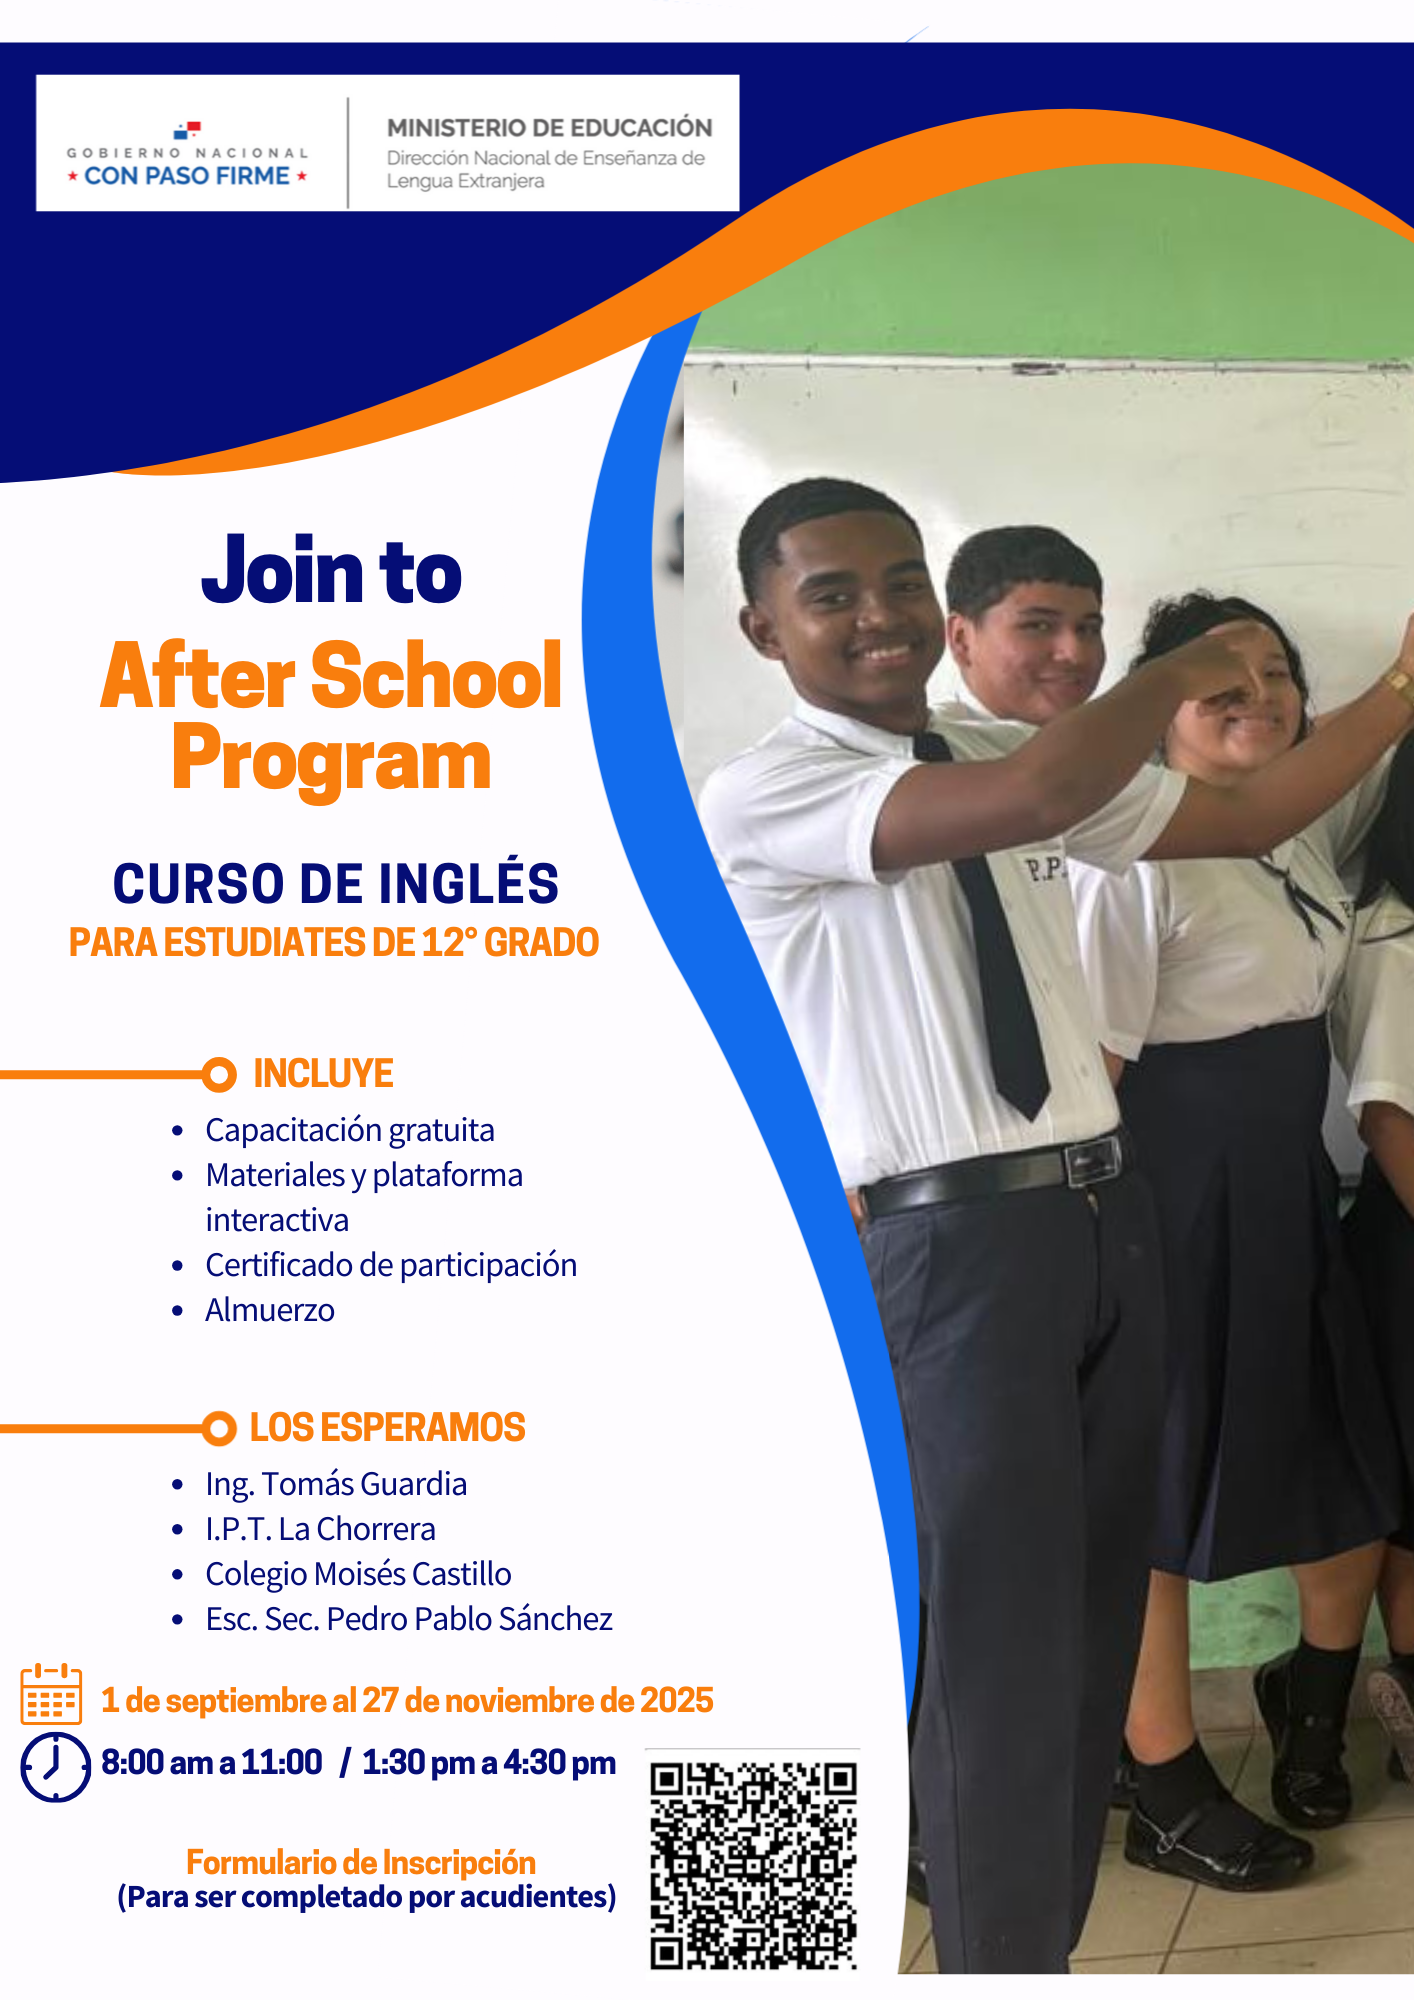 GOBIERNO NACIONAL
★ CON PASO FIRME ★
MINISTERIO DE EDUCACIÓN
Dirección Nacional de Enseñanza de
Lengua Extranjera
Join to
After School
Program
CURSO DE INGLÉS
PARA ESTUDIATES DE 12° GRADO
INCLUYE
• Capacitación gratuita
• Materiales y plataforma
interactiva
• Certificado de participación
• Almuerzo
LOS ESPERAMOS
• Ing. Tomás Guardia
• I.P.T. La Chorrera
• Colegio Moisés Castillo
• Esc. Sec. Pedro Pablo Sánchez
1 de septiembre al 27 de noviembre de 2025
8:00 am a 11:00 / 1:30 pm a 4:30 pm
Formulario de Inscripción
(Para ser completado por acudientes)
P.P.